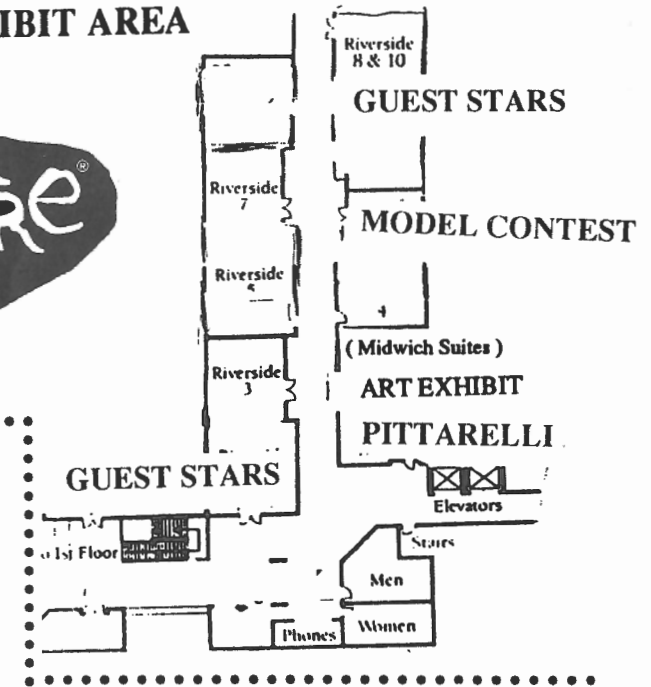 IBIT AREA
Riverside
8 & 10
GUEST STARS
®
Riverside
7
MODEL CONTEST
Riverside
5
4
( Midwich Suites )
Riverside
3
ART EXHIBIT
PITTARELLI
GUEST STARS
Elevators
1st Floor
Stairs
Men
Women
Phones